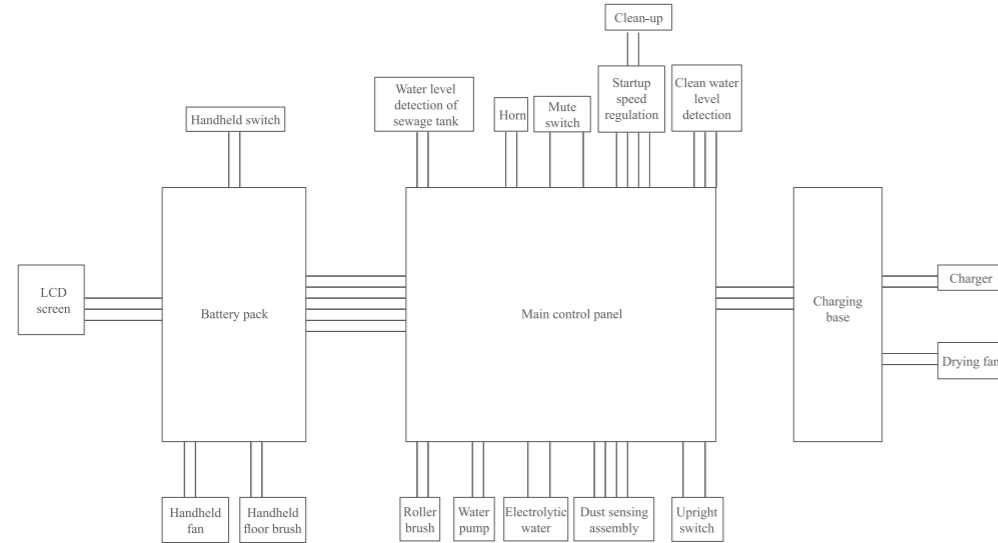 Clean-up
Water level
detection of
sewage tank
Horn
Mute
switch
Startup
speed
regulation
Clean water
level
detection
Handheld switch
LCD
screen
Battery pack
Main control panel
Charging
base
Charger
Drying fan
Handheld
fan
Handheld
floor brush
Roller
brush
Water
pump
Electrolytic
water
Dust sensing
assembly
Upright
switch